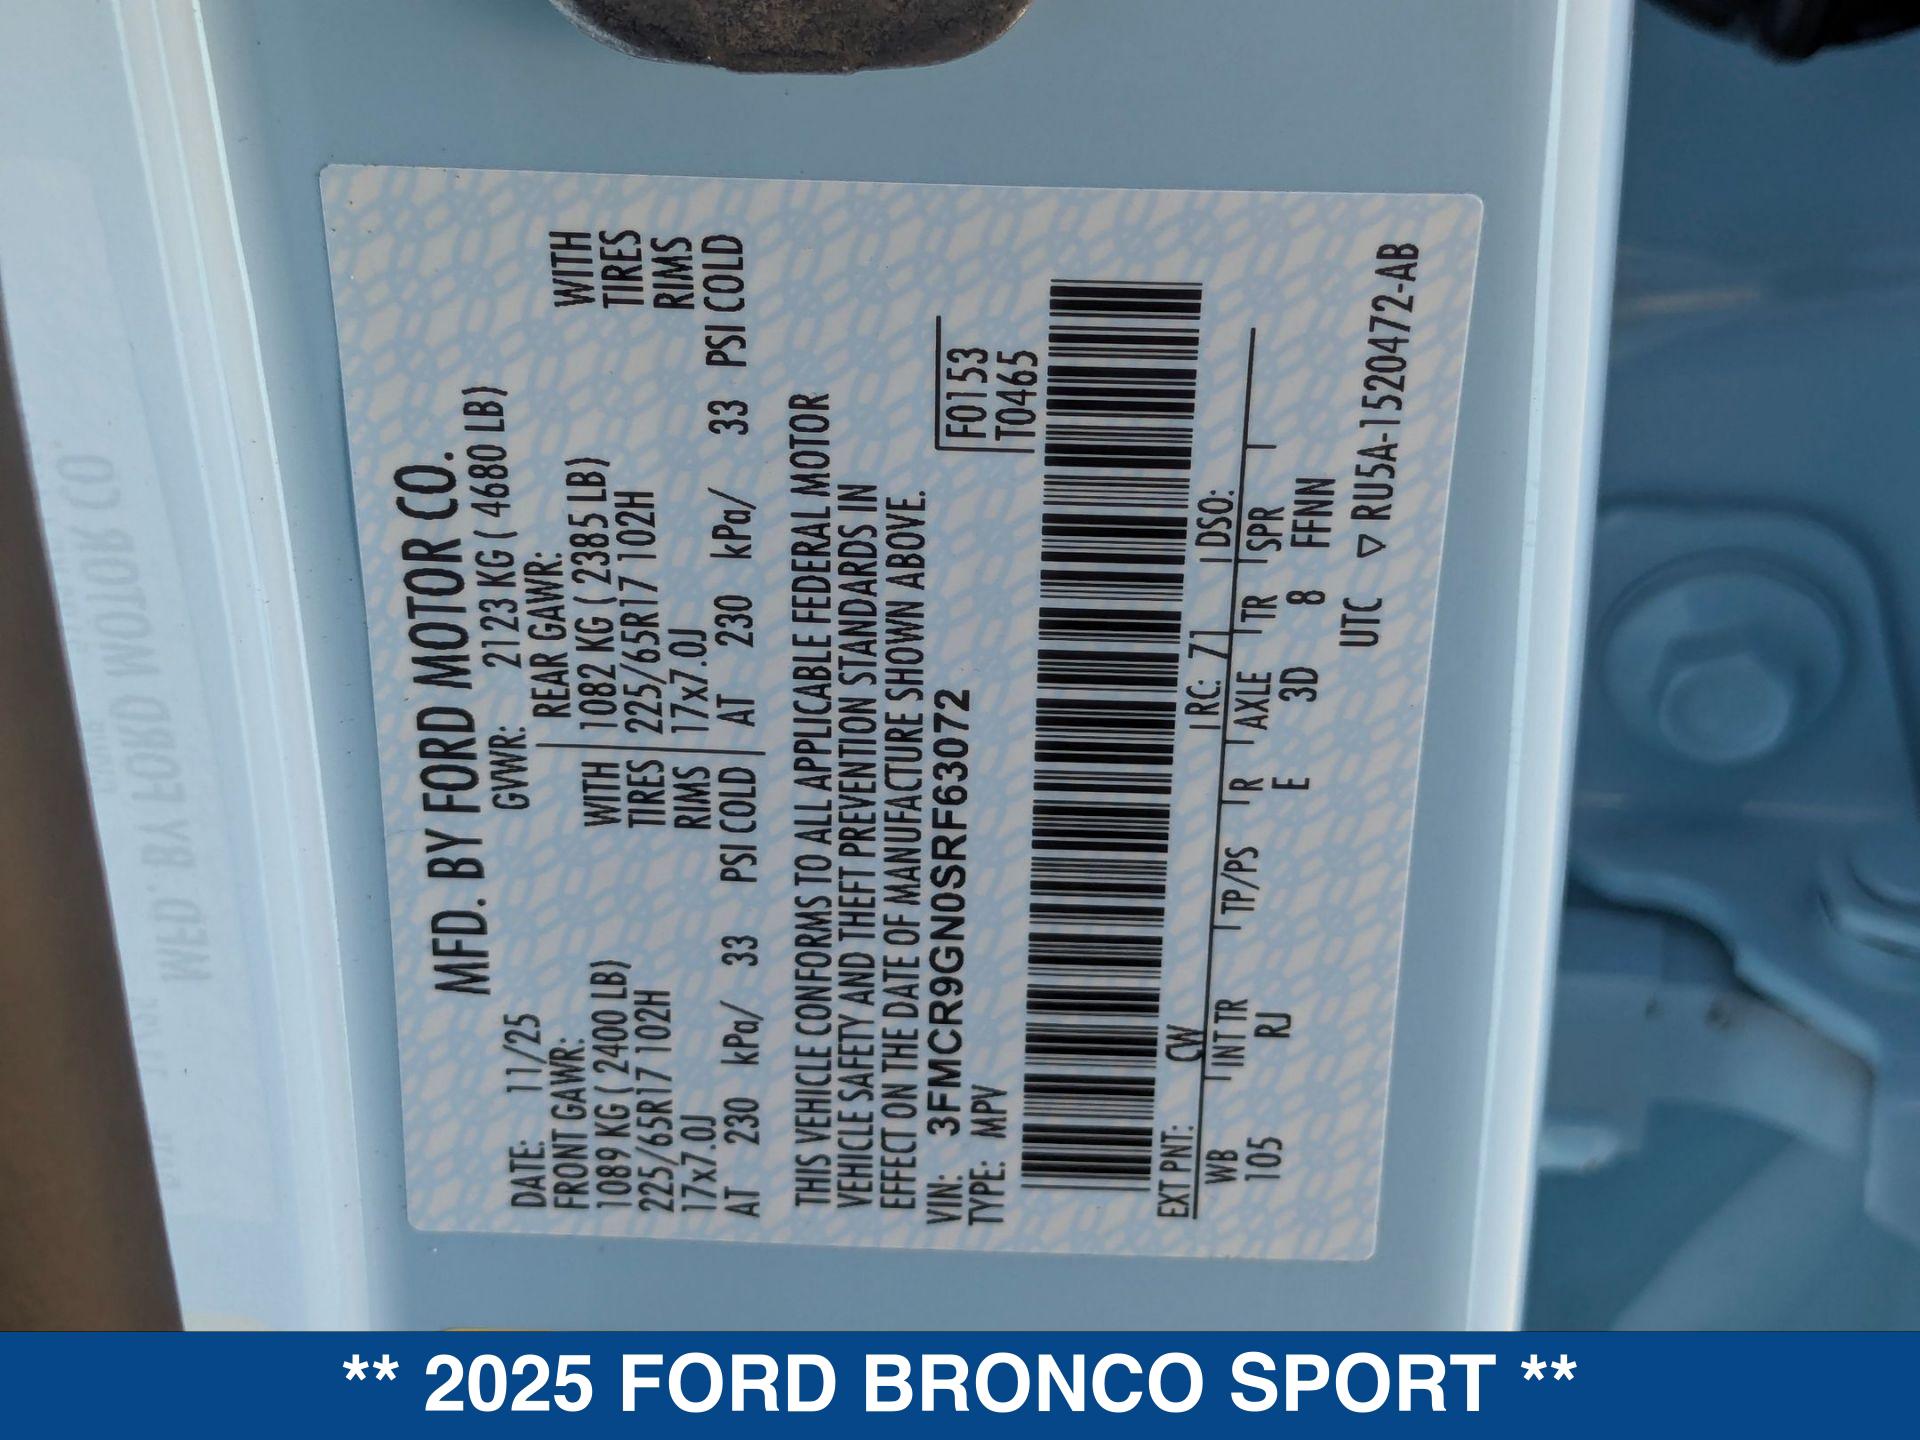 MFD. BY FORD MOTOR CO.
DATE: 11/25 GVWR: 2123 KG ( 4680 LB)
FRONT GAWR: REAR GAWR:
1089 KG ( 2400 LB) WITH 1082 KG ( 2385 LB) WITH
225/65R17 102H TIRES 225/65R17 102H TIRES
17x7.0J RIMS 17x7.0J RIMS
AT 230 kPa/ 33 PSI COLD AT 230 kPa/ 33 PSI COLD
THIS VEHICLE CONFORMS TO ALL APPLICABLE FEDERAL MOTOR
VEHICLE SAFETY AND THEFT PREVENTION STANDARDS IN
EFFECT ON THE DATE OF MANUFACTURE SHOWN ABOVE.
VIN: 3FMCR9GN0SRF63072 F0153
TYPE: MPV T0465
EXT PNT: CW RC: 71 DSO:
WB INT TR TP/PS R AXLE TR SPR
105 RJ E 3D 8 FFNN
UTC ▽ RU5A-1520472-AB
** 2025 FORD BRONCO SPORT **